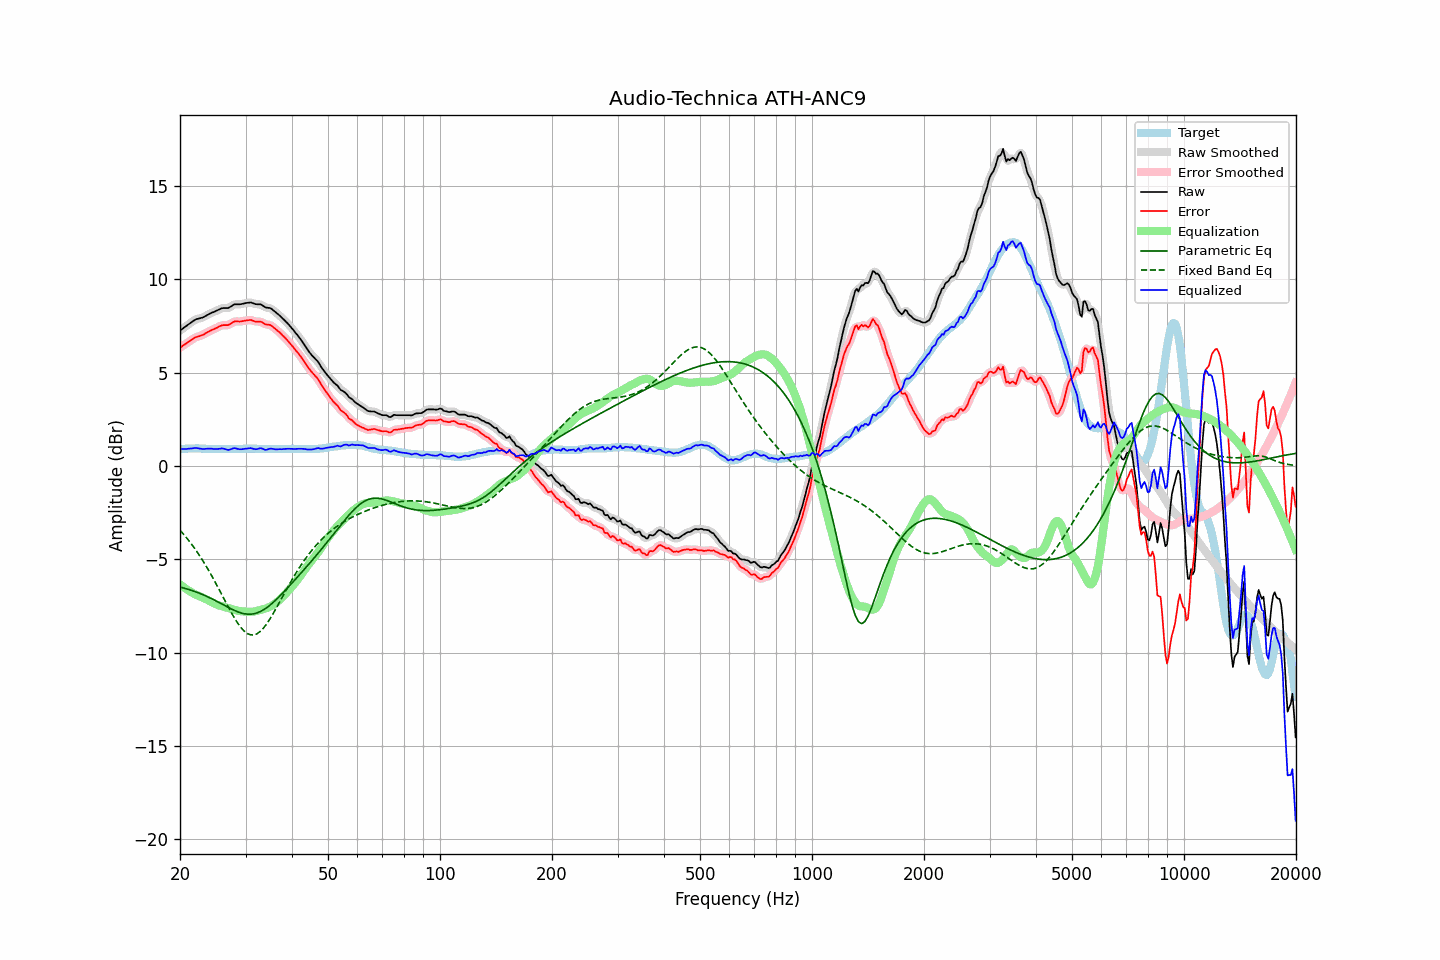 Audio-Technica ATH-ANC9
Target
Raw Smoothed
Error Smoothed
Raw
Error
Equalization
Parametric Eq
Fixed Band Eq
Equalized
Amplitude (dBr)
15
10
5
0
−5
−10
−15
−20
20 50 100 200 500 1000 2000 5000 10000 20000
Frequency (Hz)